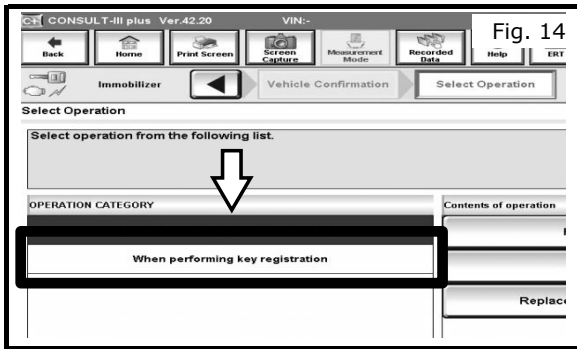 CONSULT-III plus Ver.42.20 VIN:-
Fig. 14
Back Home Print Screen Screen Capture Measurement Mode Recorded Data Help ERT
Immobilizer Vehicle Confirmation Select Operation
Select Operation
Select operation from the following list.
OPERATION CATEGORY Contents of operation
When performing key registration